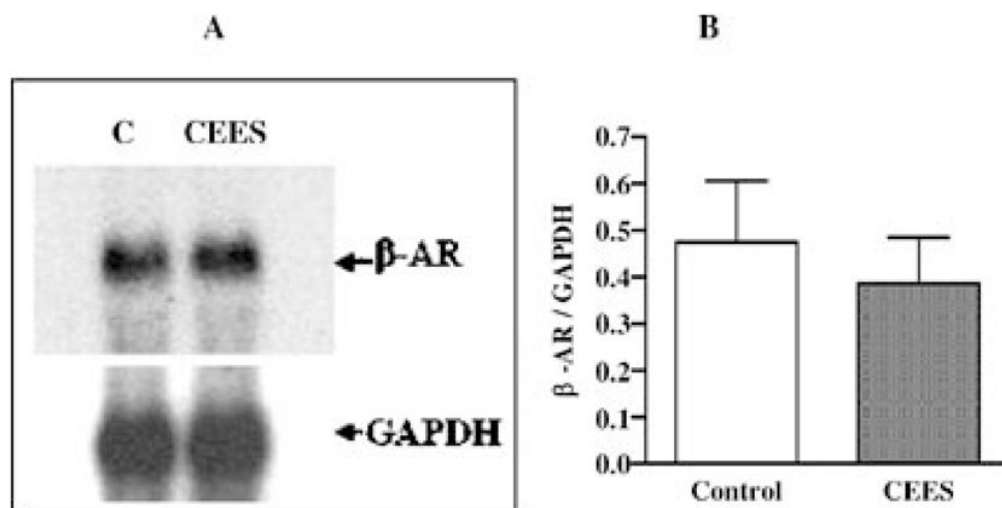 A
C CEES
β-AR
GAPDH
B
β -AR / GAPDH
0.7
0.6
0.5
0.4
0.3
0.2
0.1
0.0
Control CEES